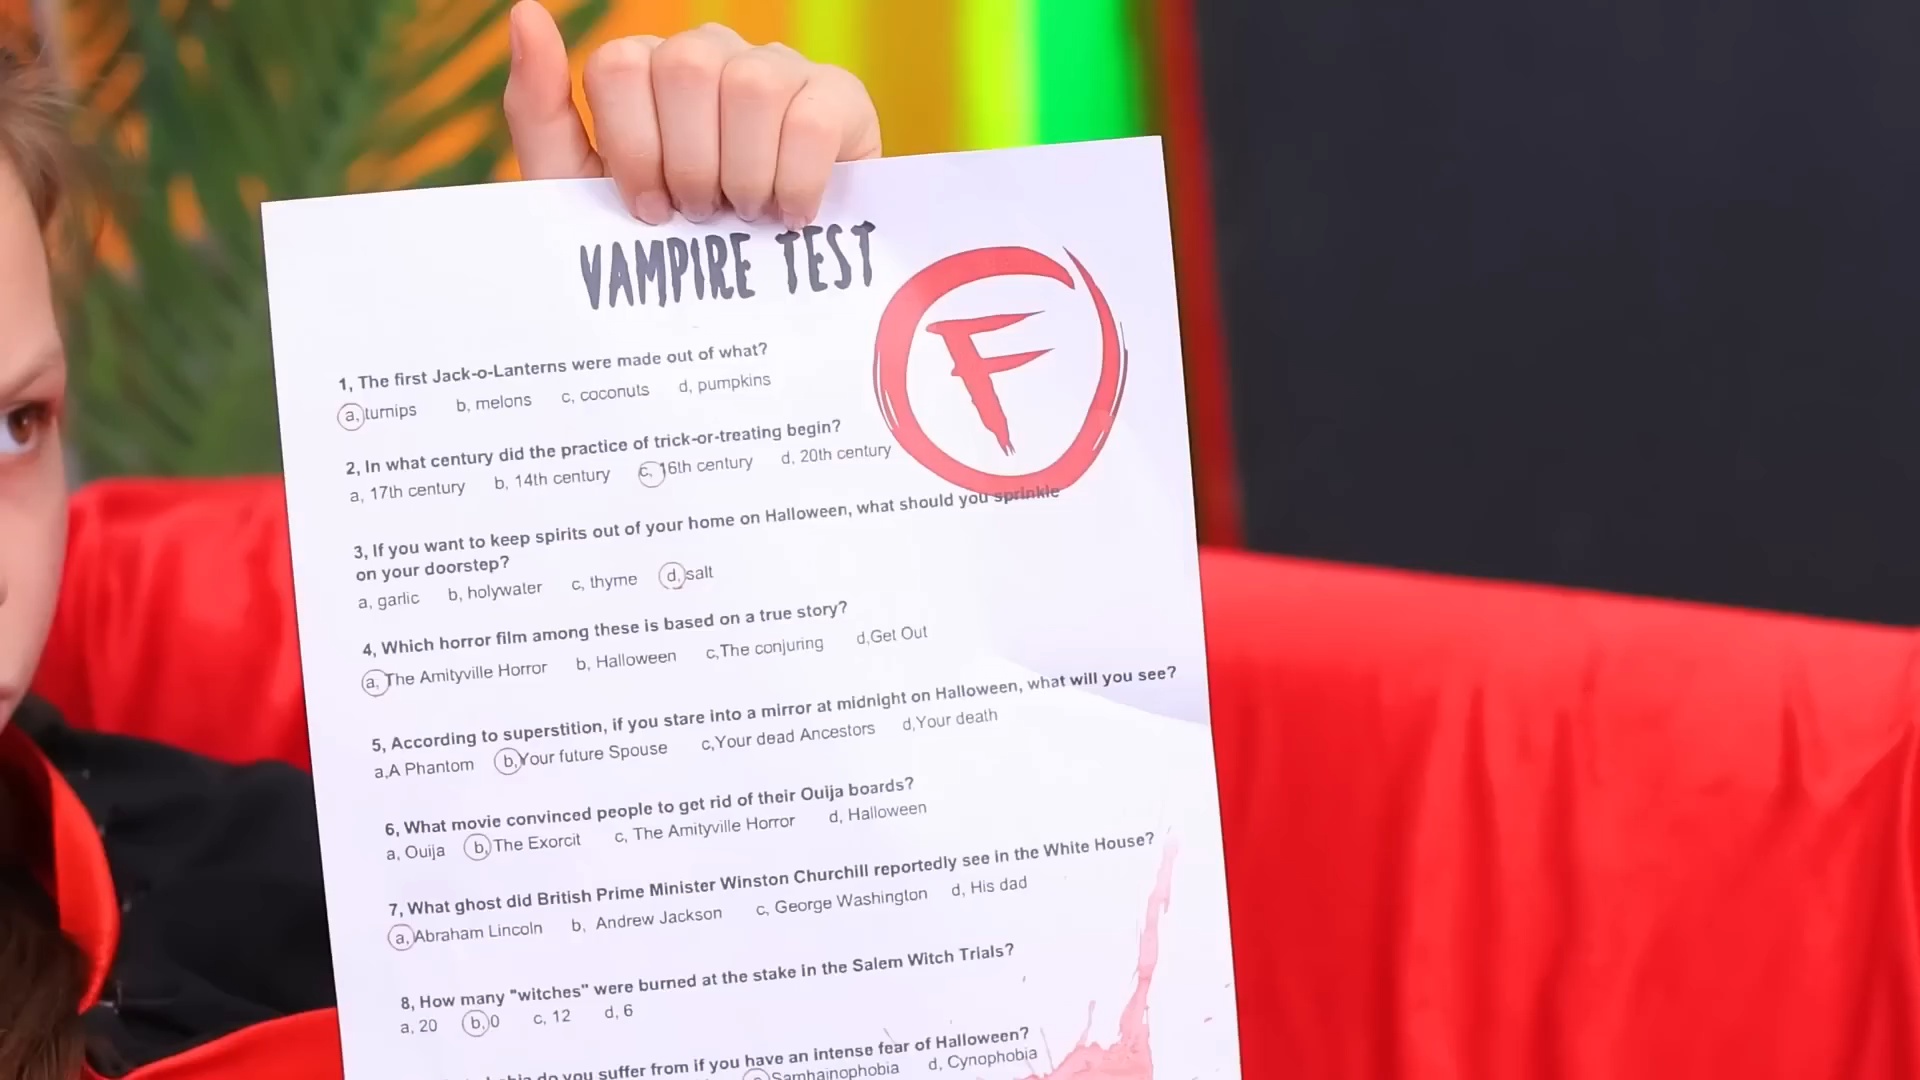 VAMPIRE TEST
F
1, The first Jack-o-Lanterns were made out of what?
a, turnips b, melons c, coconuts d, pumpkins
2, In what century did the practice of trick-or-treating begin?
a, 17th century b, 14th century c, 16th century d, 20th century
3, If you want to keep spirits out of your home on Halloween, what should you sprinkle
on your doorstep?
a, garlic b, holywater c, thyme d, salt
4, Which horror film among these is based on a true story?
a, The Amityville Horror b, Halloween c,The conjuring d,Get Out
5, According to superstition, if you stare into a mirror at midnight on Halloween, what will you see?
a,A Phantom b,Your future Spouse c,Your dead Ancestors d,Your death
6, What movie convinced people to get rid of their Ouija boards?
a, Ouija b, The Exorcit c, The Amityville Horror d, Halloween
7, What ghost did British Prime Minister Winston Churchill reportedly see in the White House?
a, Abraham Lincoln b, Andrew Jackson c, George Washington d, His dad
8, How many "witches" were burned at the stake in the Salem Witch Trials?
a, 20 b, 0 c, 12 d, 6
do you suffer from if you have an intense fear of Halloween?
Samhainophobia d, Cynophobia